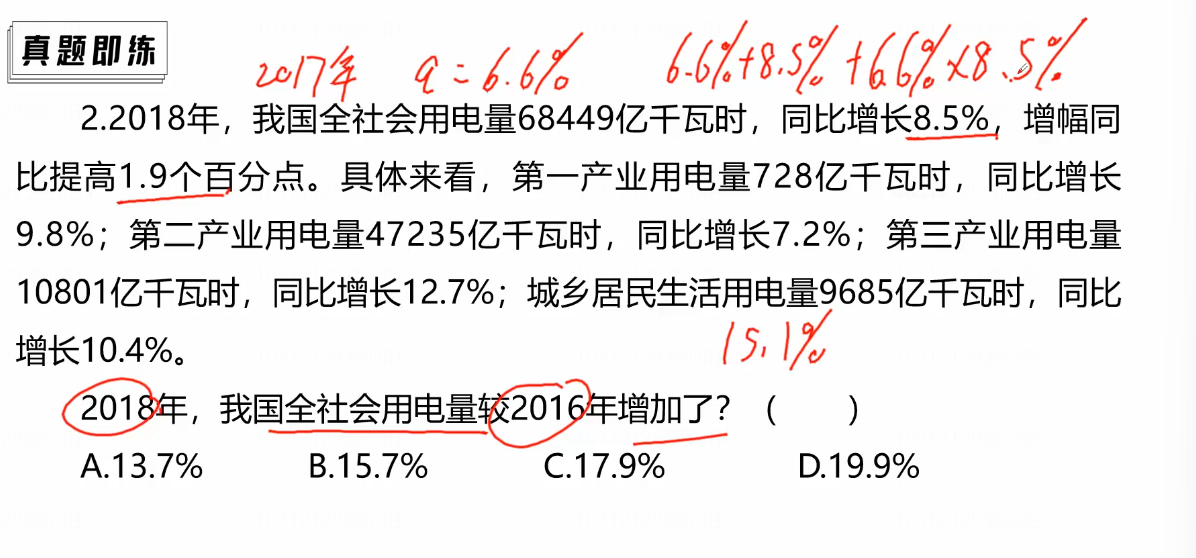 真题即练
2017年 a=6.6% 6.6%+8.5%+6.6%×8.5%
2.2018年，我国全社会用电量68449亿千瓦时，同比增长8.5%，增幅同
比提高1.9个百分点。具体来看，第一产业用电量728亿千瓦时，同比增长
9.8%；第二产业用电量47235亿千瓦时，同比增长7.2%；第三产业用电量
10801亿千瓦时，同比增长12.7%；城乡居民生活用电量9685亿千瓦时，同比
增长10.4%。
15.1%
2018年，我国全社会用电量较2016年增加了？（ ）
A.13.7% B.15.7% C.17.9% D.19.9%